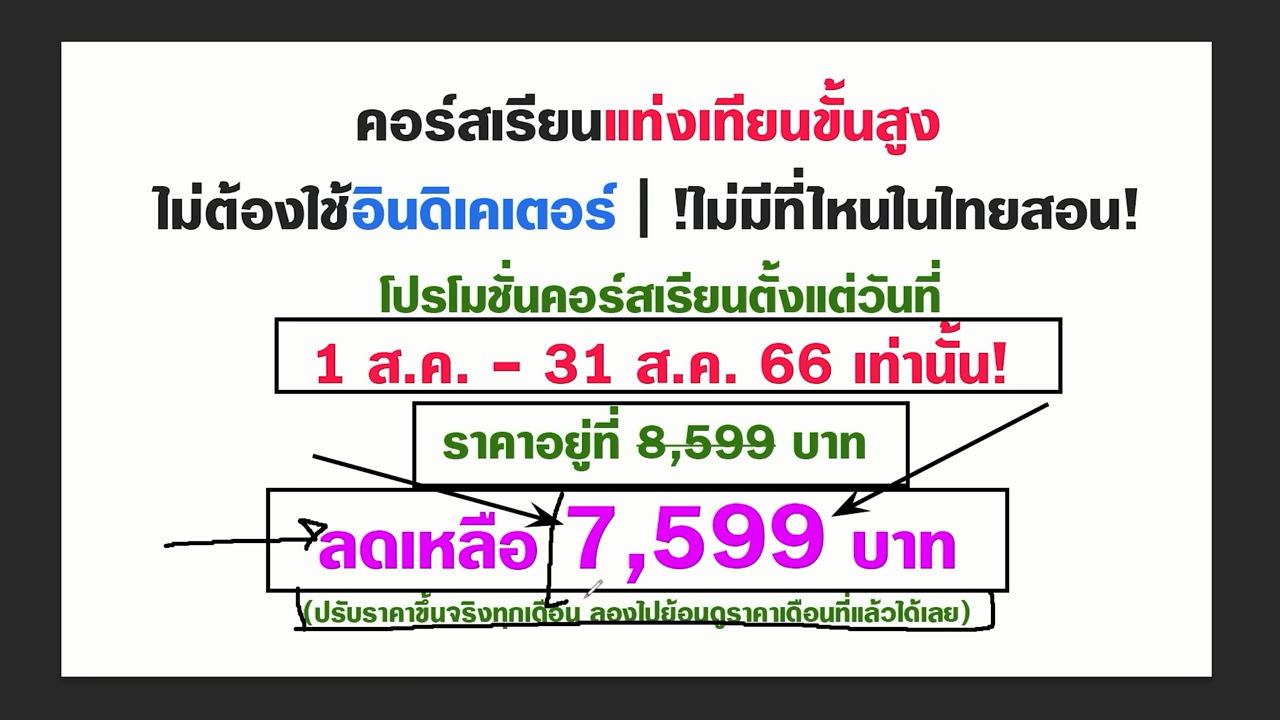 คอร์สเรียนแท่งเทียนขั้นสูง
ไม่ต้องใช้อินดิเคเตอร์ | !ไม่มีที่ไหนในไทยสอน!
โปรโมชั่นคอร์สเรียนตั้งแต่วันที่
1 ส.ค. – 31 ส.ค. 66 เท่านั้น!
ราคาอยู่ที่ 8,599 บาท
ลดเหลือ 7,599 บาท
(ปรับราคาขึ้นจริงทุกเดือน ลองไปย้อนดูราคาเดือนที่แล้วได้เลย)